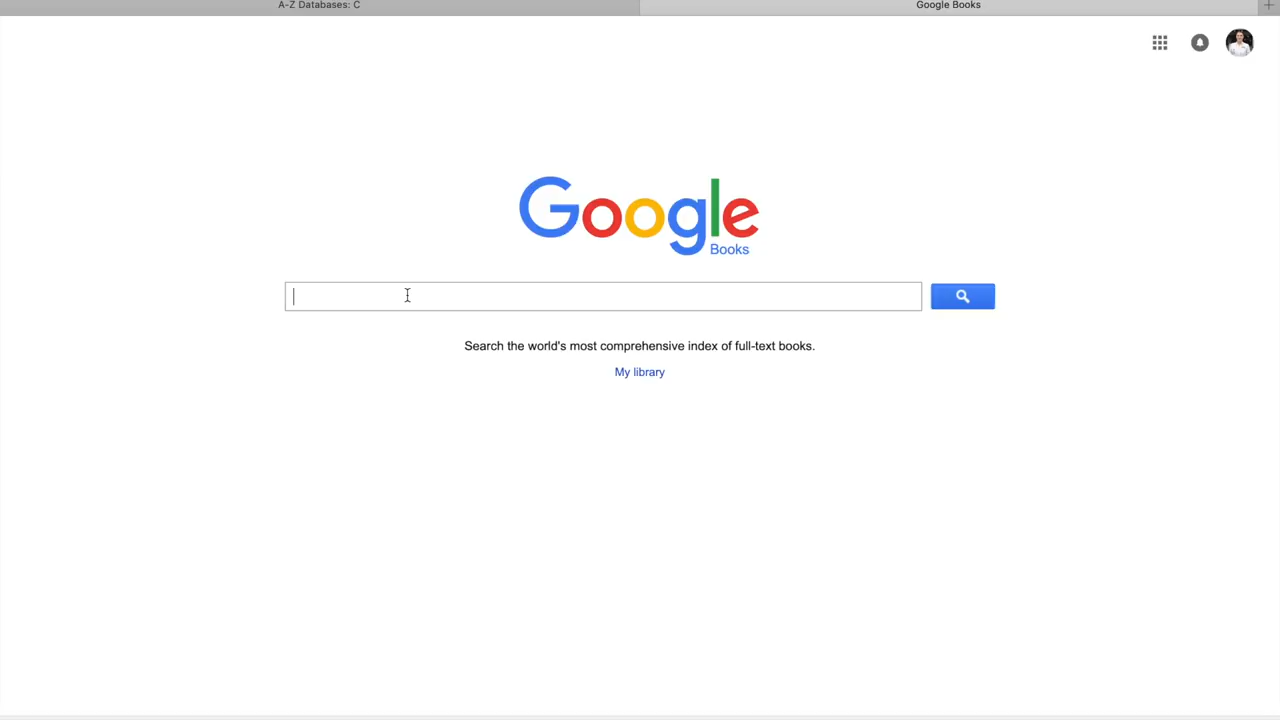 A-Z Databases: C
Google Books
Google
Books
Search the world's most comprehensive index of full-text books.
My library